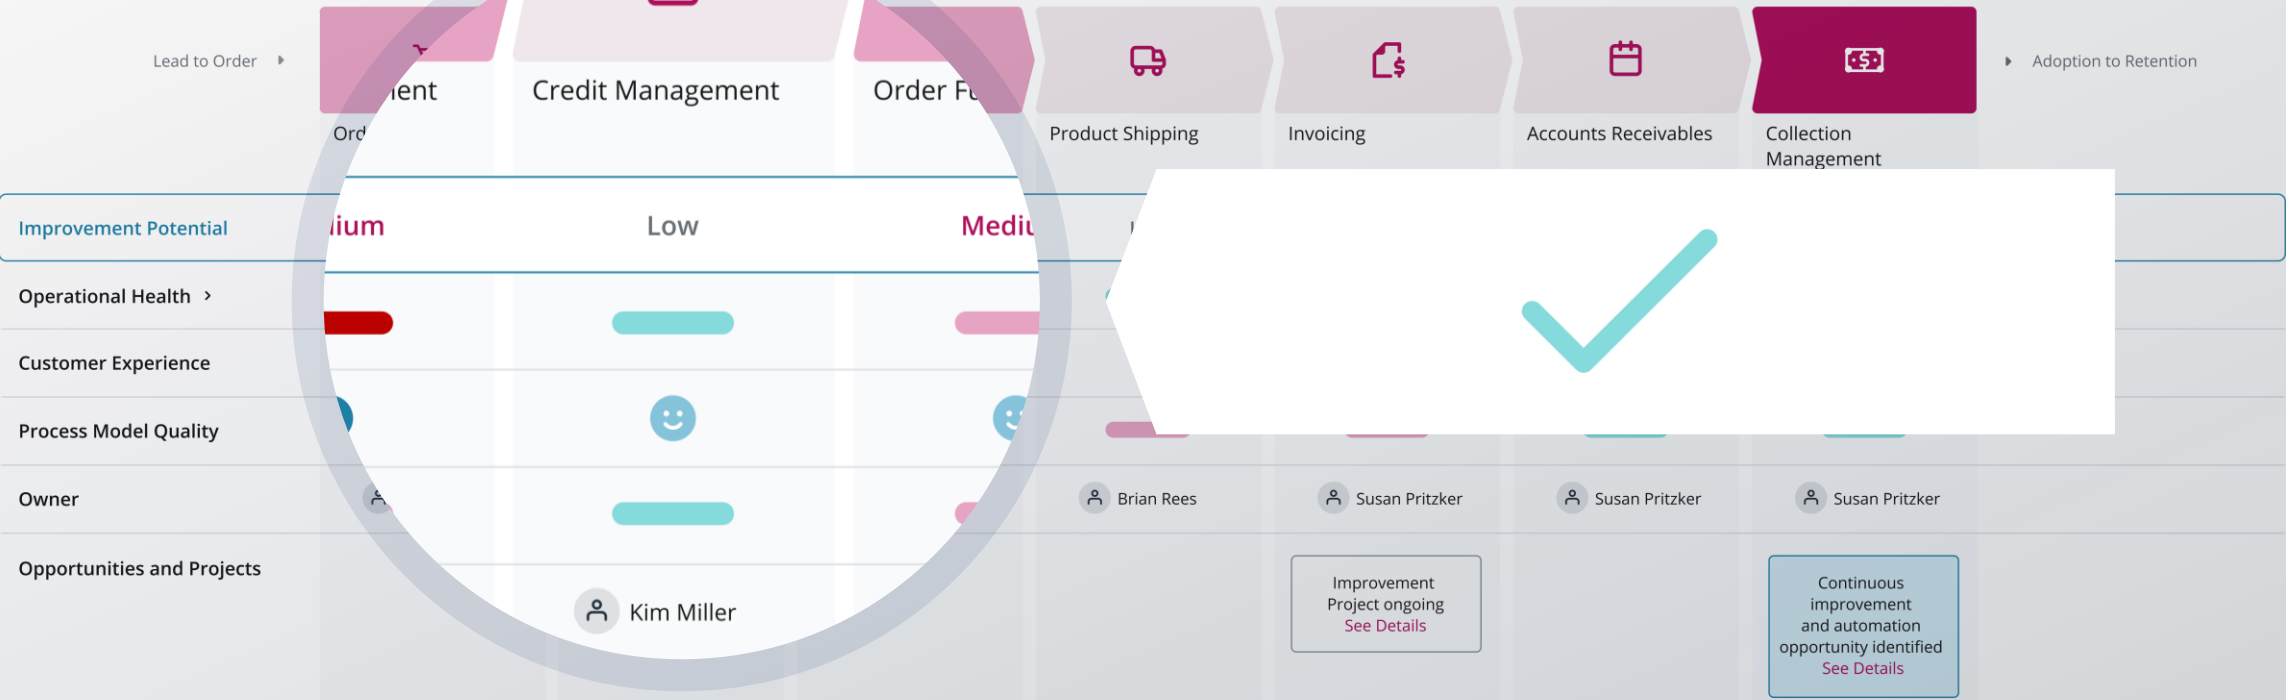 Lead to Order
Credit Management
Product Shipping
Invoicing
Accounts Receivables
Collection
Management
Adoption to Retention
Improvement Potential
Low
Operational Health
Customer Experience
Process Model Quality
Owner
Brian Rees
Susan Pritzker
Susan Pritzker
Susan Pritzker
Opportunities and Projects
Kim Miller
Improvement
Project ongoing
See Details
Continuous
improvement
and automation
opportunity identified
See Details